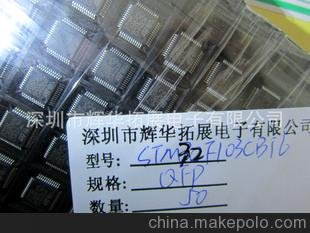 深圳市辉华拓展电子有限公司
深圳市辉华拓展电子有限公司
型号: STM32F103CBT6
规格: QFP
数量: 50
china.makepolo.com